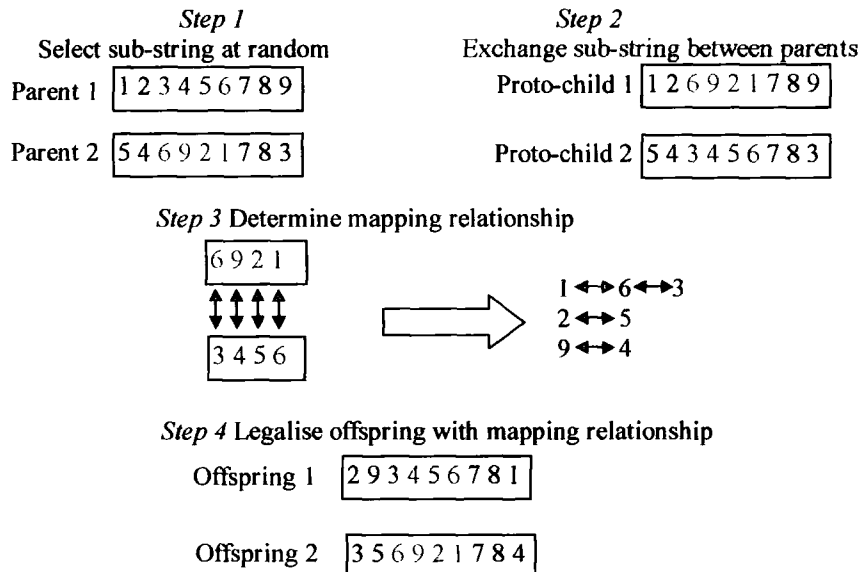 Step 1
Select sub-string at random
Parent 1 1 2 3 4 5 6 7 8 9
Parent 2 5 4 6 9 2 1 7 8 3
Step 2
Exchange sub-string between parents
Proto-child 1 1 2 6 9 2 1 7 8 9
Proto-child 2 5 4 3 4 5 6 7 8 3
Step 3 Determine mapping relationship
6 9 2 1
3 4 5 6
1 ↔ 6 ↔ 3
2 ↔ 5
9 ↔ 4
Step 4 Legalise offspring with mapping relationship
Offspring 1 2 9 3 4 5 6 7 8 1
Offspring 2 3 5 6 9 2 1 7 8 4